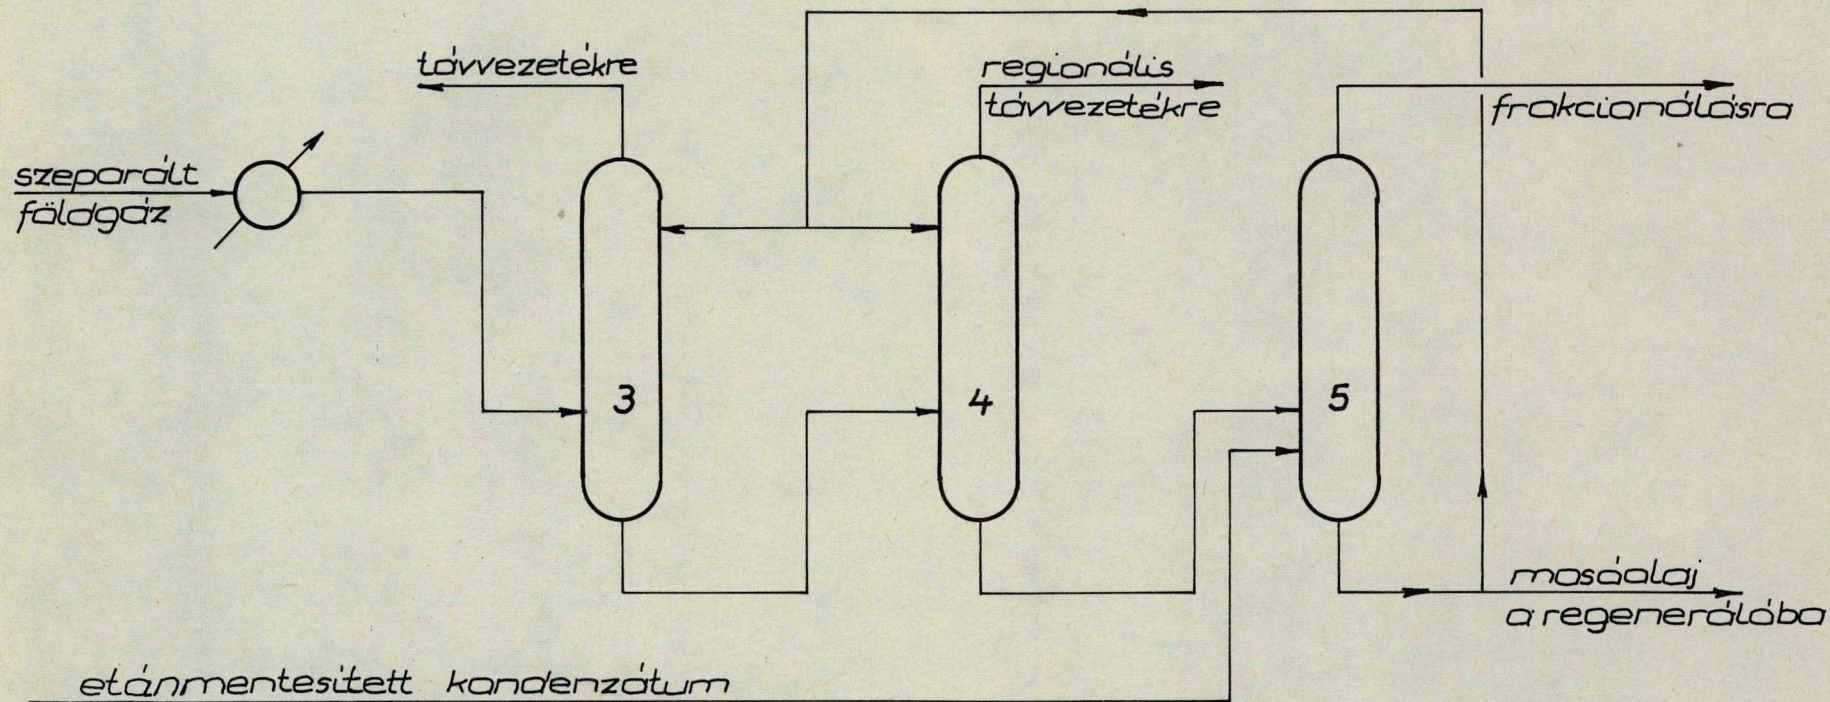 távvezetékre
regionális
távvezetékre
frakcionálásra
szeparált
földgáz
3
4
5
mosóolaj
a regenerálóba
etánmentesített kondenzátum